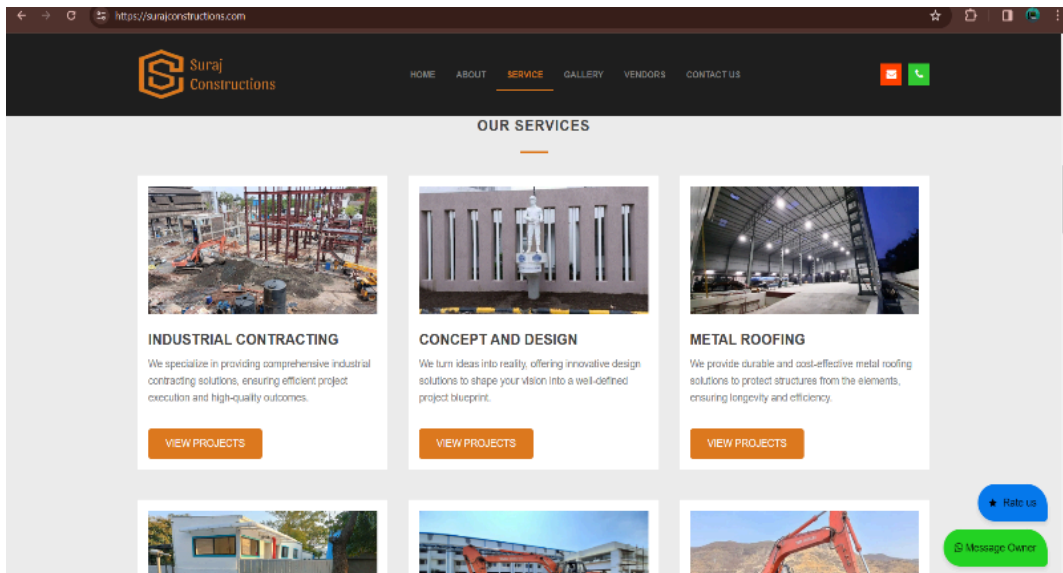 https://surajconstructions.com
Suraj
Constructions
HOME ABOUT SERVICE GALLERY VENDORS CONTACT US
OUR SERVICES
INDUSTRIAL CONTRACTING
We specialize in providing comprehensive industrial
contracting solutions, ensuring efficient project
execution and high-quality outcomes.
VIEW PROJECTS
CONCEPT AND DESIGN
We turn ideas into reality, offering innovative design
solutions to shape your vision into a well-defined
project blueprint.
VIEW PROJECTS
METAL ROOFING
We provide durable and cost-effective metal roofing
solutions to protect structures from the elements,
ensuring longevity and efficiency.
VIEW PROJECTS
Rate us
Message Owner